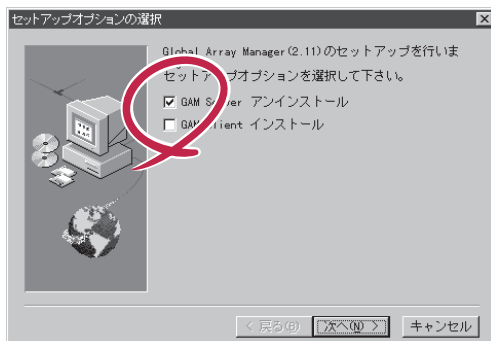 セットアップオプションの選択
Global Array Manager(2.11)のセットアップを行いま
セットアップオプションを選択して下さい。
GAM Server アンインストール
GAM Client インストール
< 戻る(B)
次へ(N) >
キャンセル